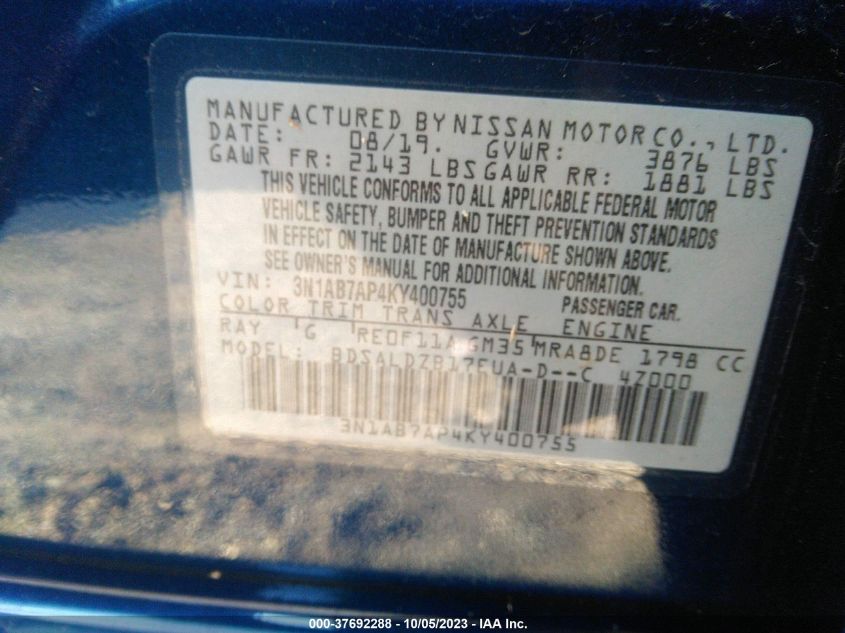 MANUFACTURED BY NISSAN MOTOR CO., LTD.
DATE: 08/19. GVWR: 3876 LBS
GAWR FR: 2143 LBS GAWR RR: 1881 LBS
THIS VEHICLE CONFORMS TO ALL APPLICABLE FEDERAL MOTOR
VEHICLE SAFETY, BUMPER AND THEFT PREVENTION STANDARDS
IN EFFECT ON THE DATE OF MANUFACTURE SHOWN ABOVE.
SEE OWNER'S MANUAL FOR ADDITIONAL INFORMATION.
VIN: 3N1AB7AP4KY400755 PASSENGER CAR.
COLOR TRIM TRANS AXLE ENGINE
RAY G RE0F11A GM35 MRA8DE 1798 CC
MODEL: BDSALDZB17EUA-D--C 4Z000
3N1AB7AP4KY400755
000-37692288 - 10/05/2023 - IAA Inc.